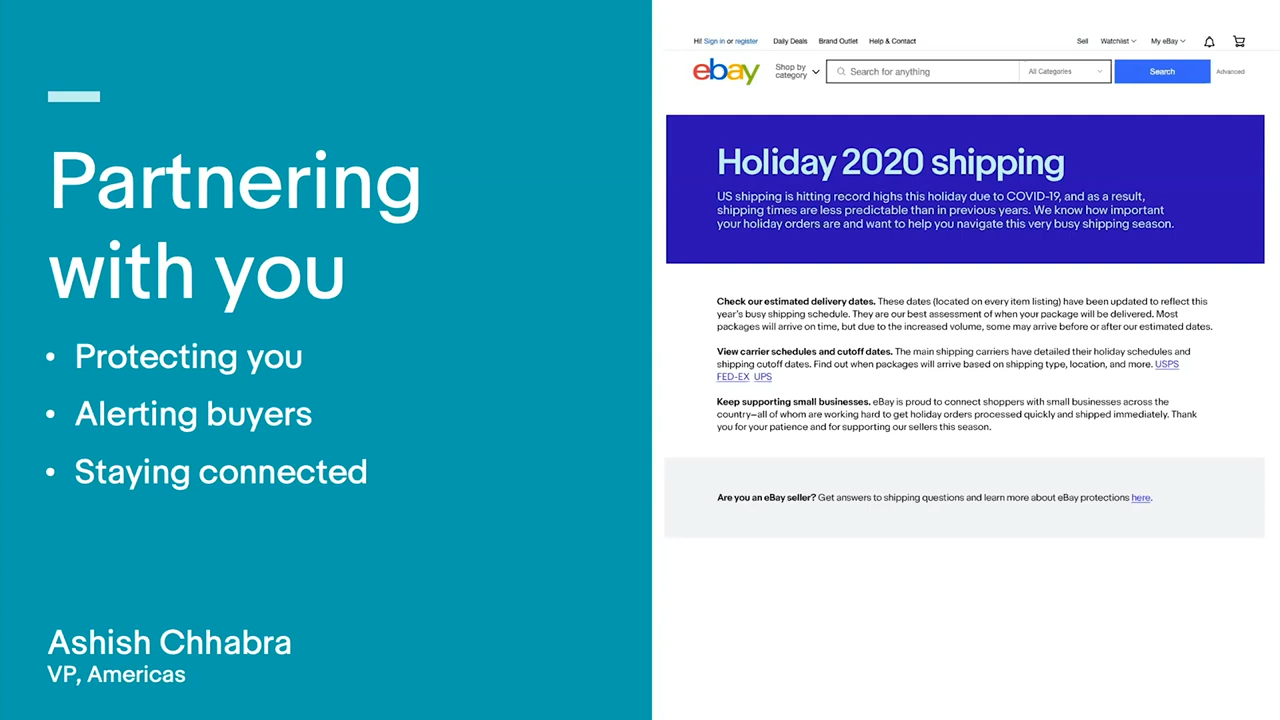 Partnering
with you
• Protecting you
• Alerting buyers
• Staying connected
Ashish Chhabra
VP, Americas
Hi! Sign in or register Daily Deals Brand Outlet Help & Contact Sell Watchlist My eBay
ebay Shop by category Search for anything All Categories Search Advanced
Holiday 2020 shipping
US shipping is hitting record highs this holiday due to COVID-19, and as a result,
shipping times are less predictable than in previous years. We know how important
your holiday orders are and want to help you navigate this very busy shipping season.
Check our estimated delivery dates. These dates (located on every item listing) have been updated to reflect this
year's busy shipping schedule. They are our best assessment of when your package will be delivered. Most
packages will arrive on time, but due to the increased volume, some may arrive before or after our estimated dates.
View carrier schedules and cutoff dates. The main shipping carriers have detailed their holiday schedules and
shipping cutoff dates. Find out when packages will arrive based on shipping type, location, and more. USPS
FED-EX UPS
Keep supporting small businesses. eBay is proud to connect shoppers with small businesses across the
country—all of whom are working hard to get holiday orders processed quickly and shipped immediately. Thank
you for your patience and for supporting our sellers this season.
Are you an eBay seller? Get answers to shipping questions and learn more about eBay protections here.